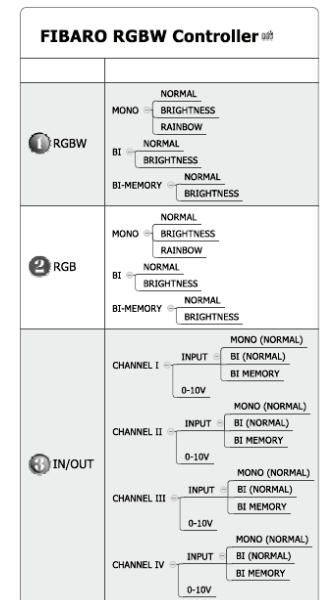 FIBARO RGBW Controller
1 RGBW
MONO
NORMAL
BRIGHTNESS
RAINBOW
BI
NORMAL
BRIGHTNESS
BI-MEMORY
NORMAL
BRIGHTNESS
2 RGB
MONO
NORMAL
BRIGHTNESS
RAINBOW
BI
NORMAL
BRIGHTNESS
BI-MEMORY
NORMAL
BRIGHTNESS
3 IN/OUT
CHANNEL I
INPUT
MONO (NORMAL)
BI (NORMAL)
BI MEMORY
0-10V
CHANNEL II
INPUT
MONO (NORMAL)
BI (NORMAL)
BI MEMORY
0-10V
CHANNEL III
INPUT
MONO (NORMAL)
BI (NORMAL)
BI MEMORY
0-10V
CHANNEL IV
INPUT
MONO (NORMAL)
BI (NORMAL)
BI MEMORY
0-10V